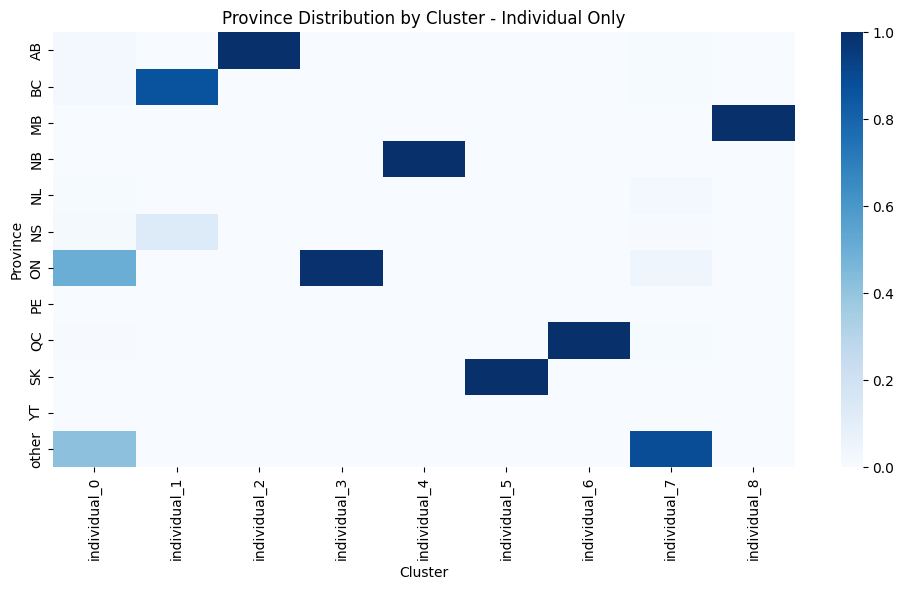 Province Distribution by Cluster - Individual Only
Province
AB
BC
MB
NB
NL
NS
ON
PE
QC
SK
YT
other
individual_0
individual_1
individual_2
individual_3
individual_4
individual_5
individual_6
individual_7
individual_8
Cluster
1.0
0.8
0.6
0.4
0.2
0.0